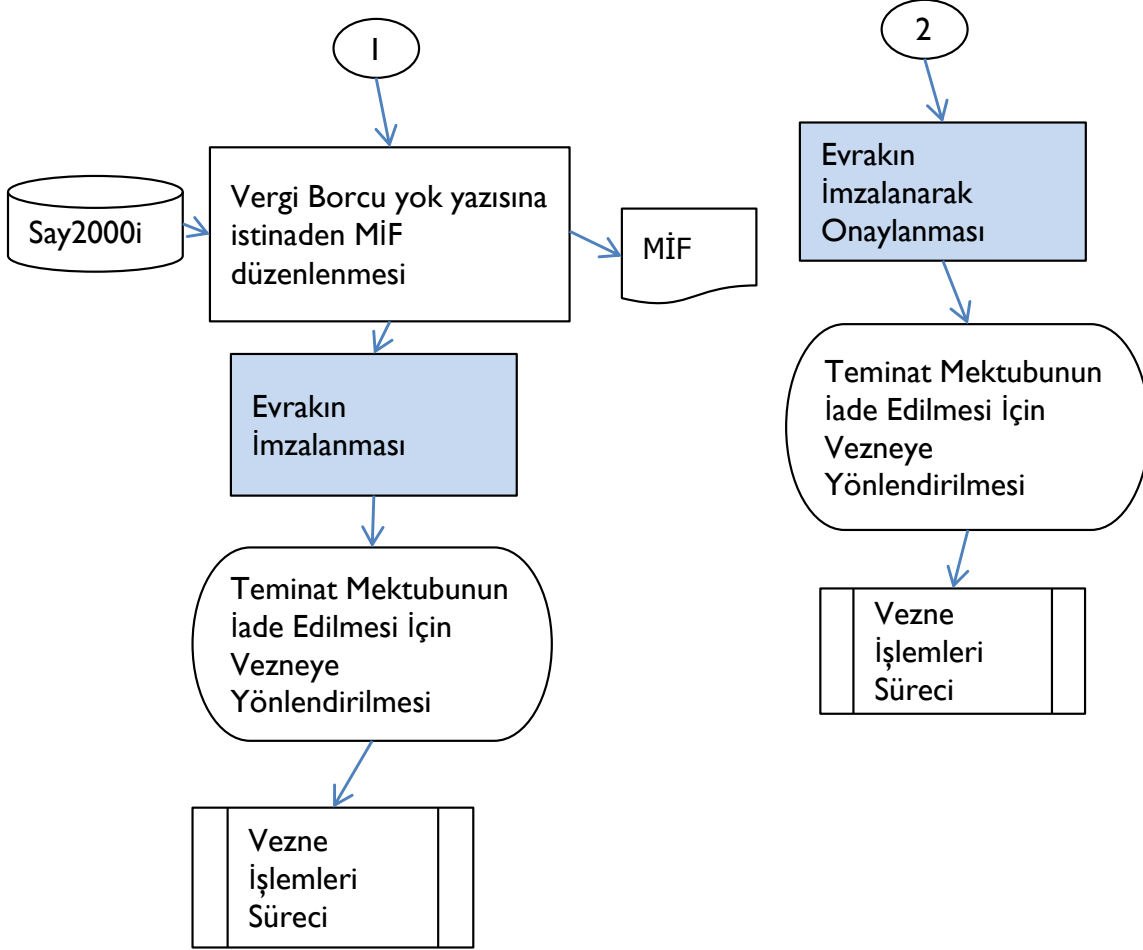 1
Say2000i
Vergi Borcu yok yazısına
istinaden MİF
düzenlenmesi
MİF
Evrakın
İmzalanması
Teminat Mektubunun
İade Edilmesi İçin
Vezneye
Yönlendirilmesi
Vezne
İşlemleri
Süreci
2
Evrakın
İmzalanarak
Onaylanması
Teminat Mektubunun
İade Edilmesi İçin
Vezneye
Yönlendirilmesi
Vezne
İşlemleri
Süreci